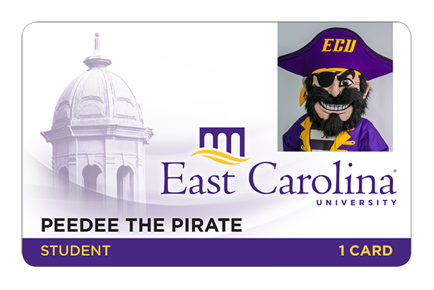 ECU
East Carolina®
UNIVERSITY
PEEDEE THE PIRATE
STUDENT
1 CARD